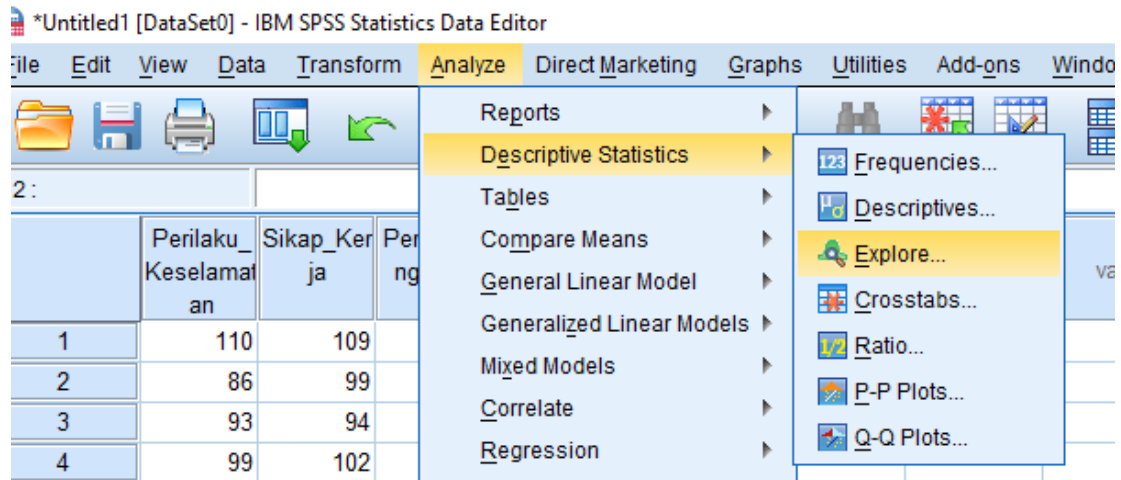 *Untitled1 [DataSet0] - IBM SPSS Statistics Data Editor
File Edit View Data Transform Analyze Direct Marketing Graphs Utilities Add-ons Windo
2 :
Reports
Descriptive Statistics
Tables
Compare Means
General Linear Model
Generalized Linear Models
Mixed Models
Correlate
Regression
123 Frequencies...
μσ Descriptives...
Explore...
Crosstabs...
1/2 Ratio...
P-P Plots...
Q-Q Plots...
Perilaku_
Keselamat
an
Sikap_Ker
ja
Per
ng
va
1 110 109
2 86 99
3 93 94
4 99 102